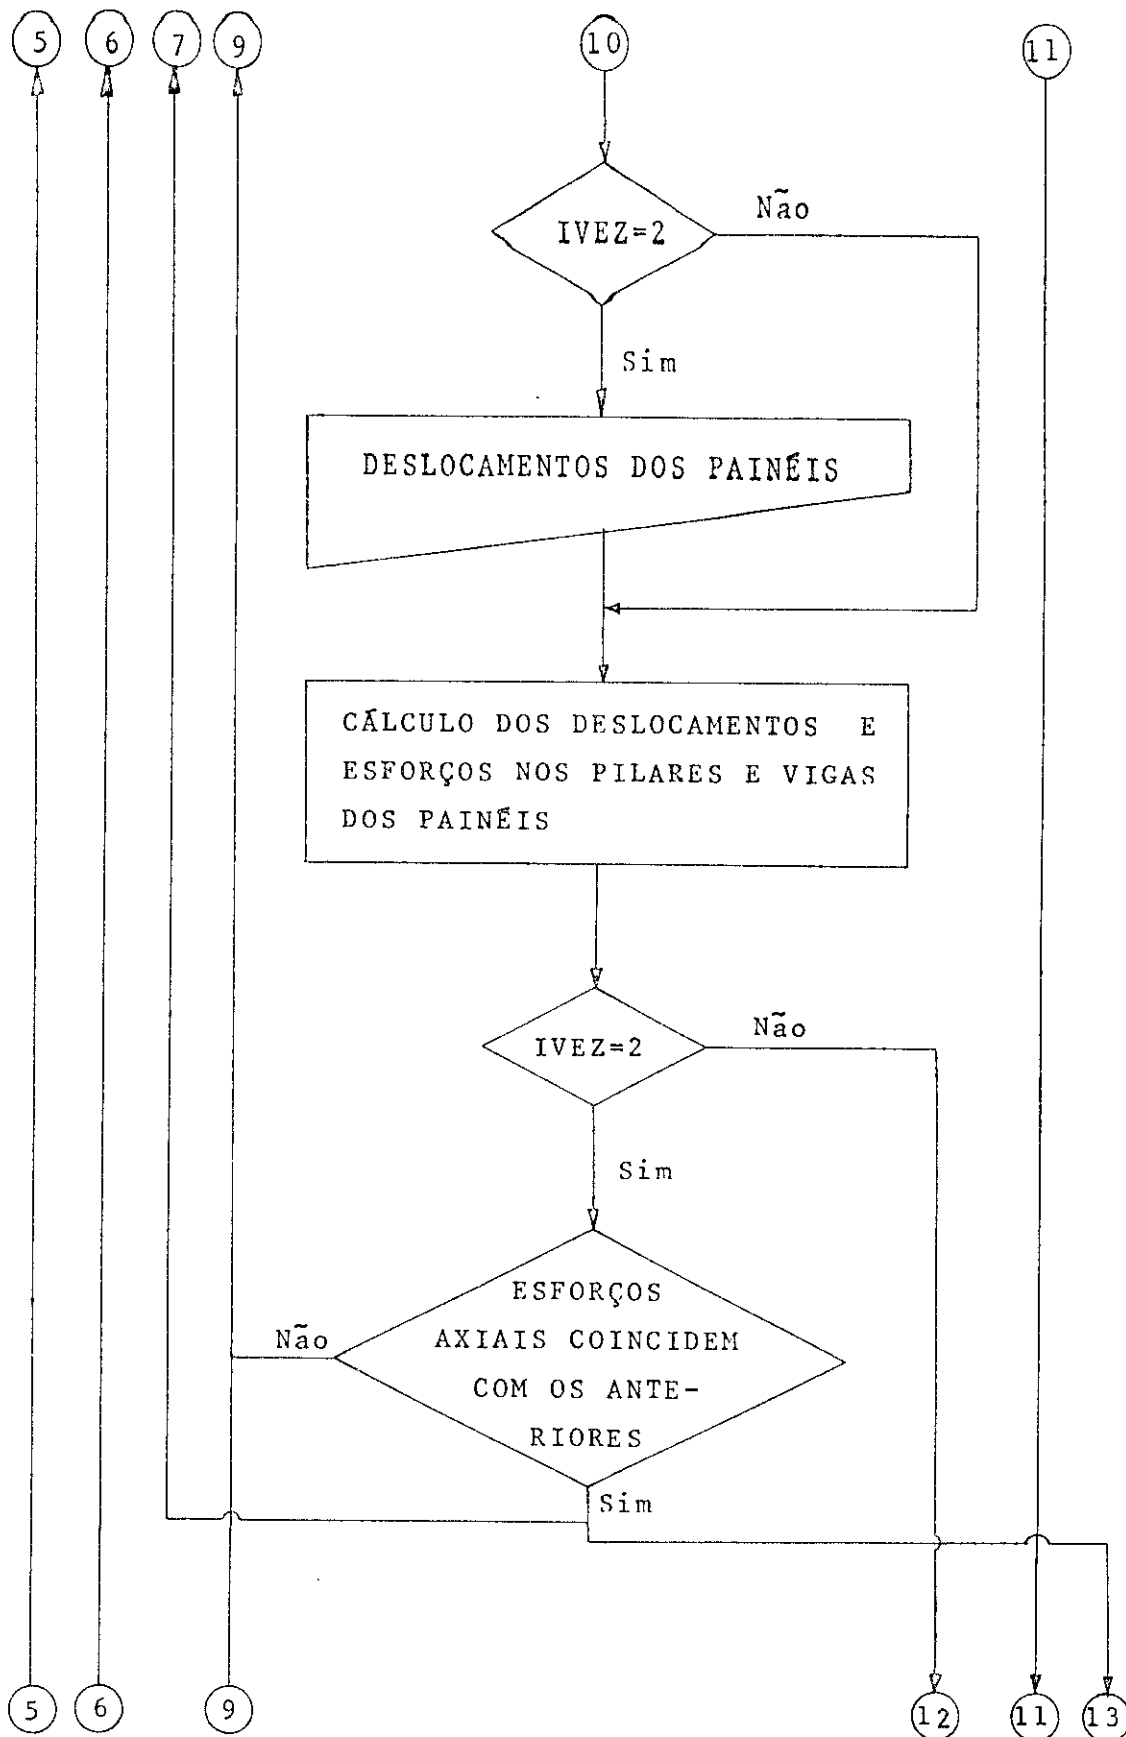 5 6 7 9 10 11
Não
IVEZ=2
Sim
DESLOCAMENTOS DOS PAINÉIS
CÁLCULO DOS DESLOCAMENTOS E
ESFORÇOS NOS PILARES E VIGAS
DOS PAINÉIS
Não
IVEZ=2
Sim
ESFORÇOS
Não
AXIAIS COINCIDEM
COM OS ANTE-
RIORES
Sim
5 6 9 12 11 13